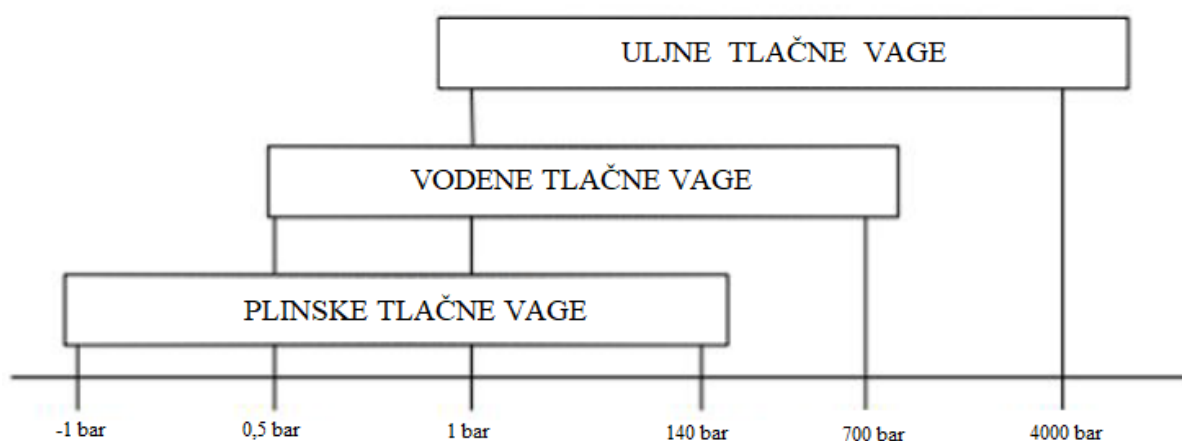 ULJNE TLAČNE VAGE
VODENE TLAČNE VAGE
PLINSKE TLAČNE VAGE
-1 bar 0,5 bar 1 bar 140 bar 700 bar 4000 bar